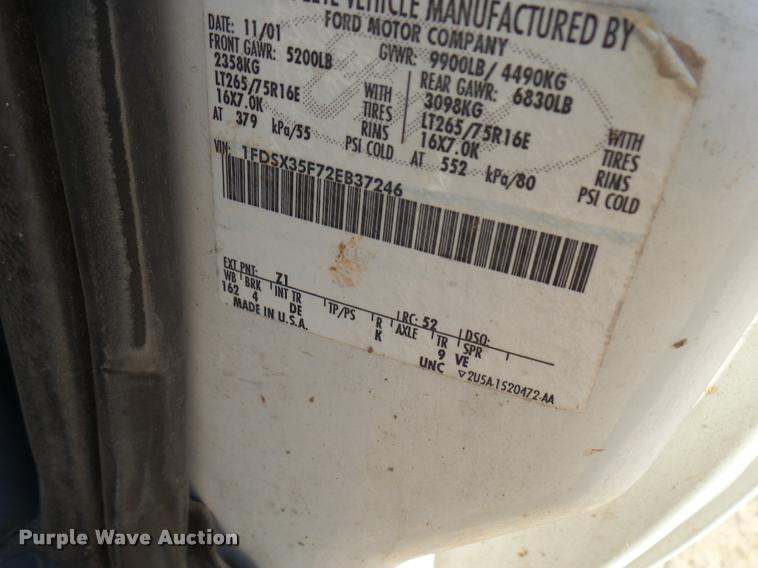 VEHICLE MANUFACTURED BY
FORD MOTOR COMPANY
DATE: 11/01 GVWR: 9900LB/ 4490KG
FRONT GAWR: 5200LB REAR GAWR: 6830LB
2358KG 3098KG
LT265/75R16E WITH TIRES LT265/75R16E WITH TIRES
16X7.0K RINS 16X7.0K RIMS
AT 379 kPa/55 PSI COLD AT 552 kPa/80 PSI COLD
VIN: 1FDSX35F72EB37246
EXT PNT: Z1 RC: 52 DSO:
WB BRK INT TR TP/PS R AXLE TR SPR
162 4 DE K 9 VE
MADE IN U.S.A. UNC ▽2U5A-1520472-AA
Purple Wave Auction